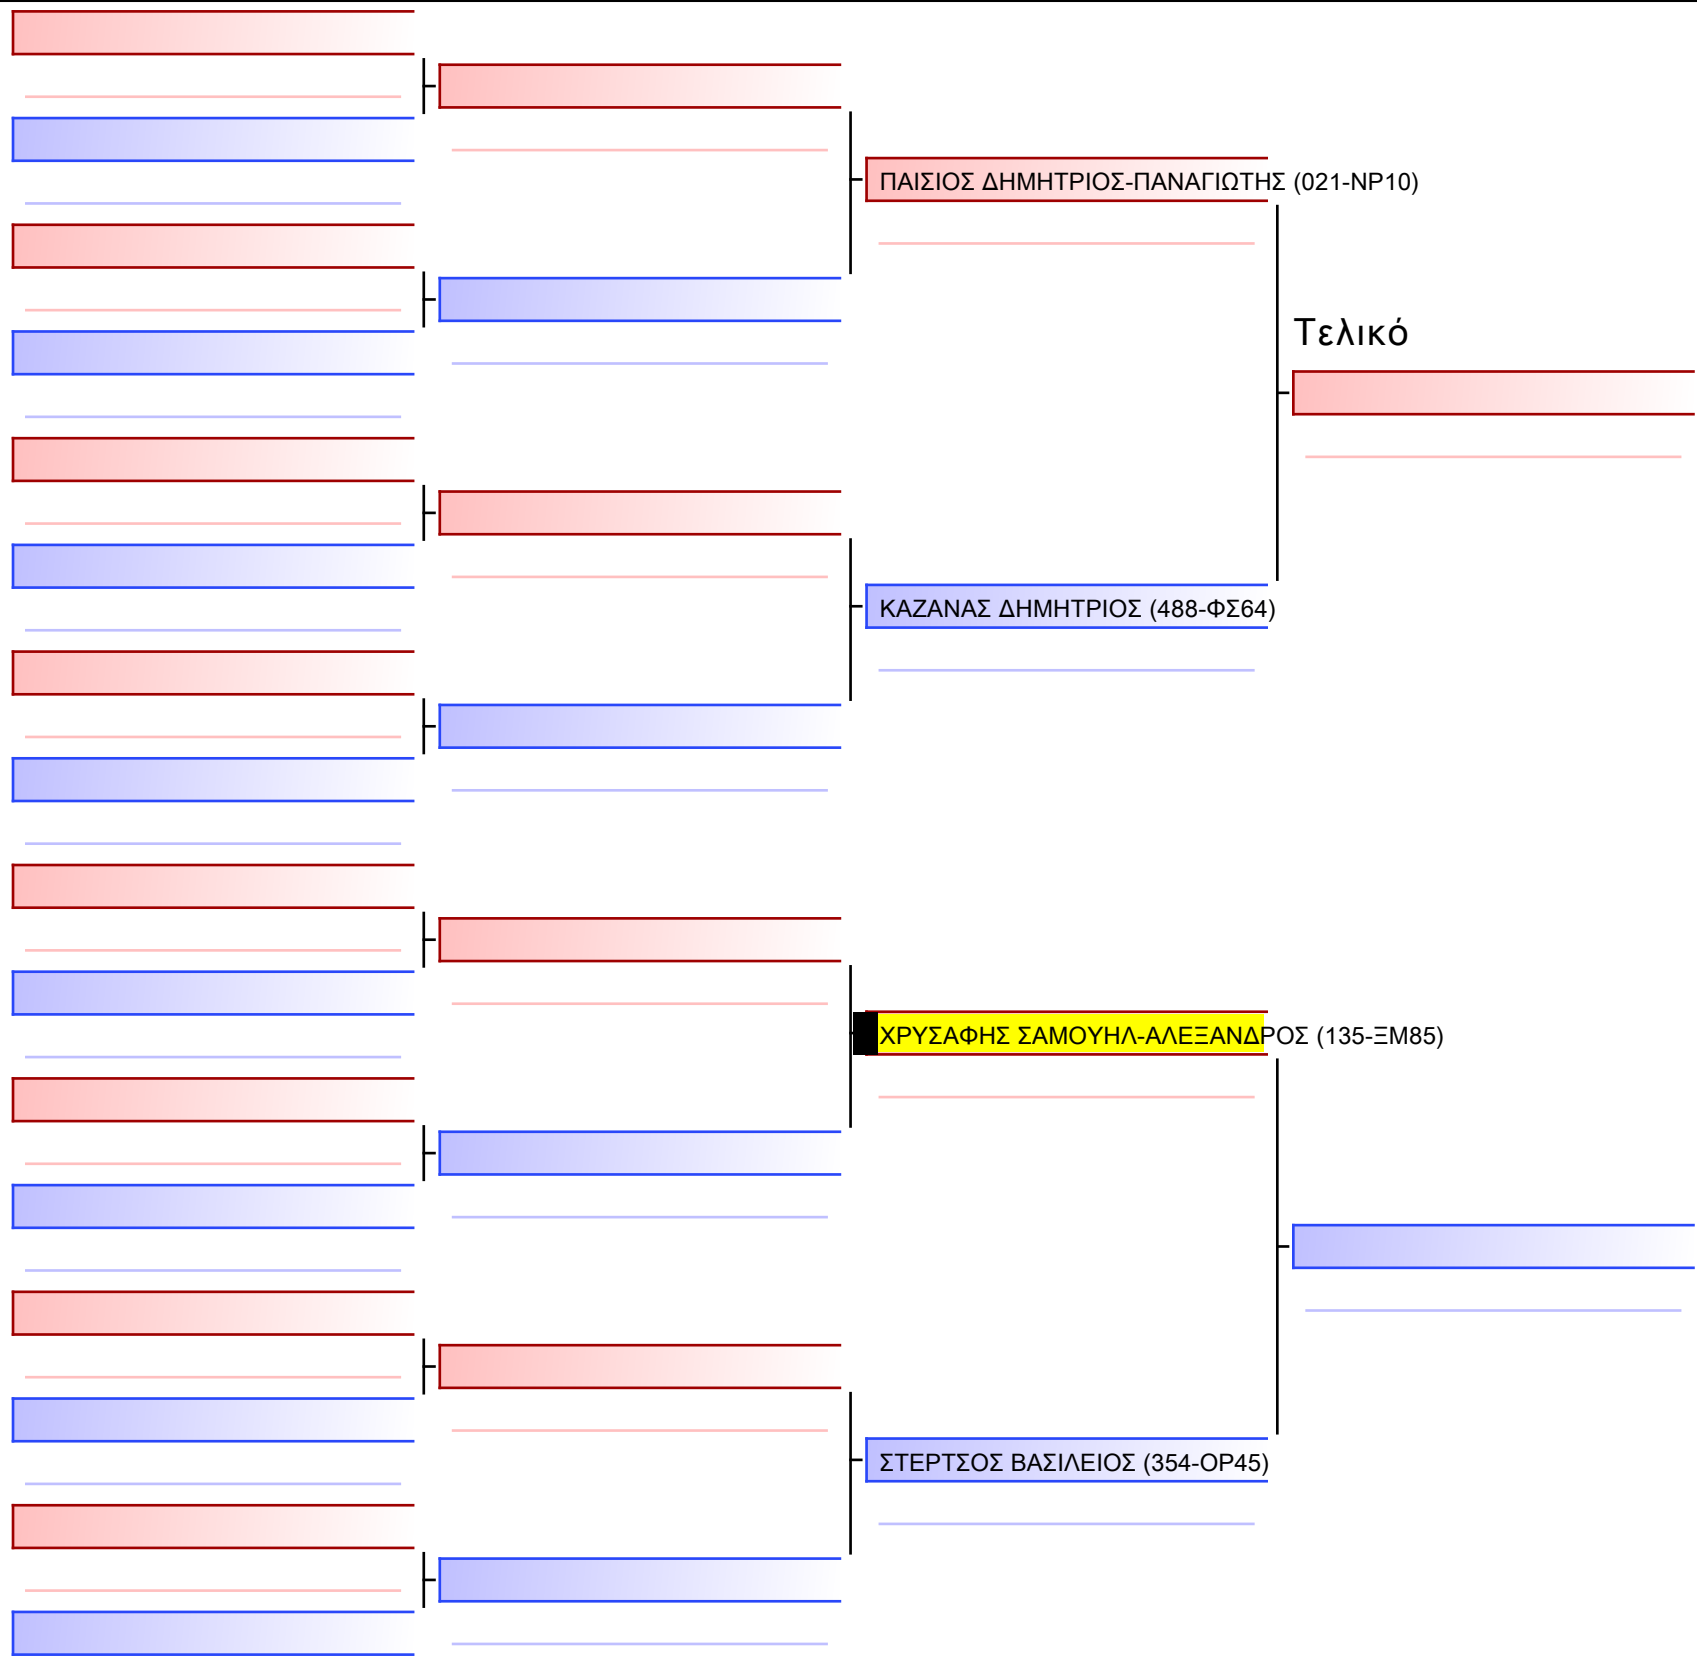 ΠΑΙΣΙΟΣ ΔΗΜΗΤΡΙΟΣ-ΠΑΝΑΓΙΩΤΗΣ (021-ΝΡ10)
Τελικό
ΚΑΖΑΝΑΣ ΔΗΜΗΤΡΙΟΣ (488-ΦΣ64)
ΧΡΥΣΑΦΗΣ ΣΑΜΟΥΗΛ-ΑΛΕΞΑΝΔΡΟΣ (135-ΞΜ85)
ΣΤΕΡΤΣΟΣ ΒΑΣΙΛΕΙΟΣ (354-ΟΡ45)